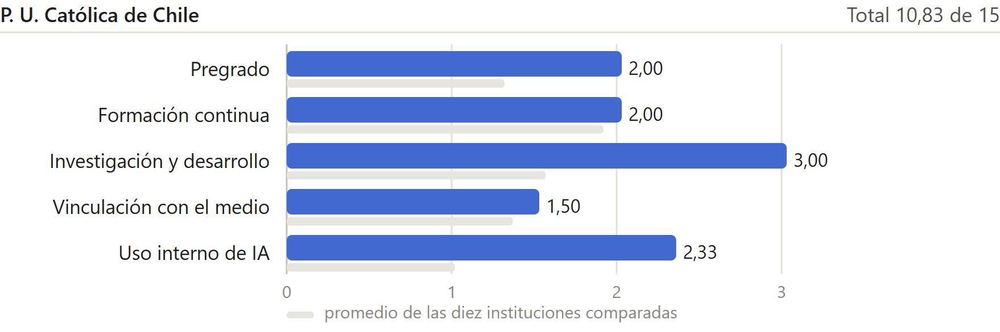 P. U. Católica de Chile
Total 10,83 de 15
Pregrado
2,00
Formación continua
2,00
Investigación y desarrollo
3,00
Vinculación con el medio
1,50
Uso interno de IA
2,33
0 1 2 3
promedio de las diez instituciones comparadas